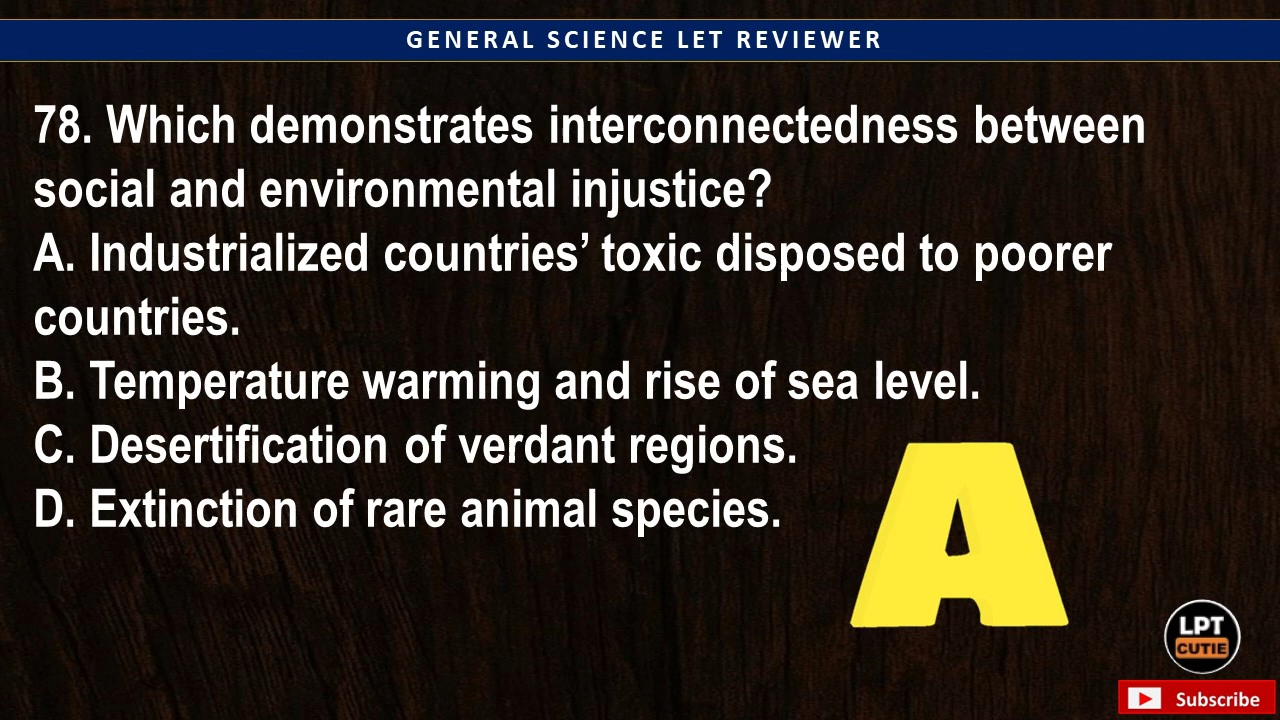 GENERAL SCIENCE LET REVIEWER
78. Which demonstrates interconnectedness between
social and environmental injustice?
A. Industrialized countries’ toxic disposed to poorer
countries.
B. Temperature warming and rise of sea level.
C. Desertification of verdant regions.
D. Extinction of rare animal species.
A
LPT
CUTIE
Subscribe